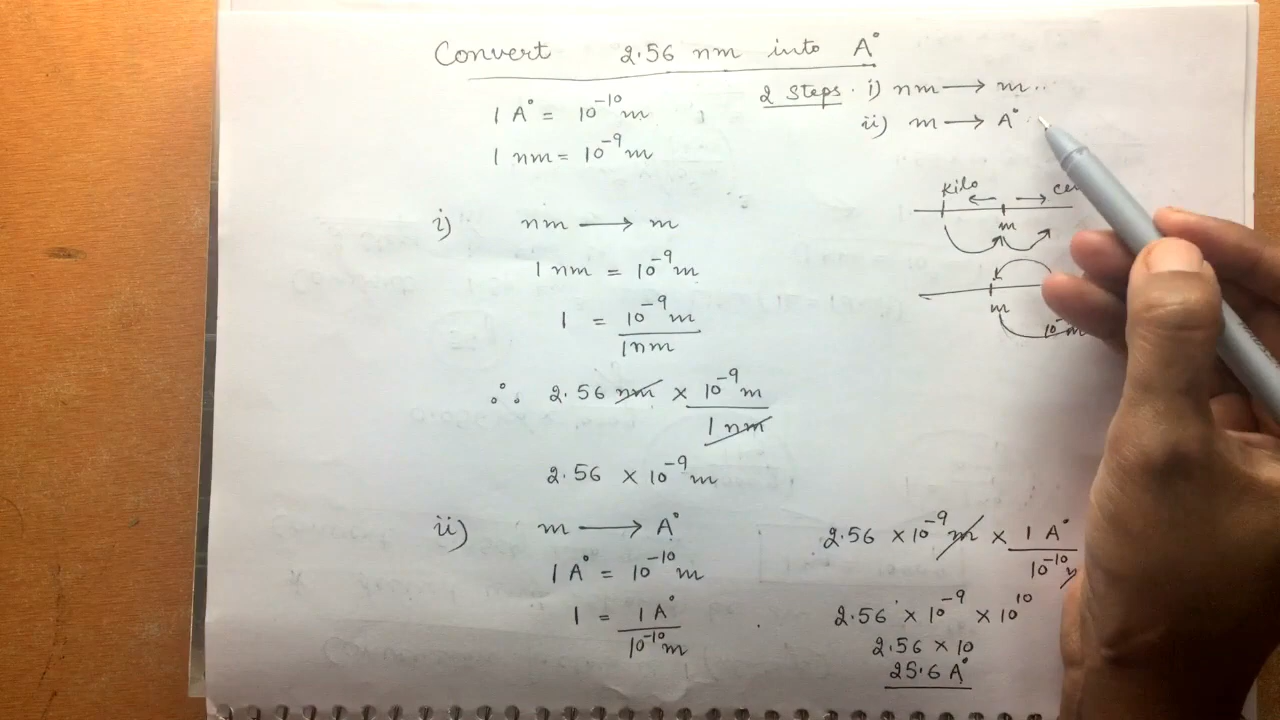 Convert 2.56 nm into A°
2 Steps. i) nm → m..
ii) m → A°
1 A° = 10⁻¹⁰ m
1 nm = 10⁻⁹ m
Kilo ← →
m
m
i) nm → m
1 nm = 10⁻⁹ m
1 = 10⁻⁹ m
1nm
∴ 2.56 nm × 10⁻⁹ m
1 nm
2.56 × 10⁻⁹ m
ii) m → A°
1 A° = 10⁻¹⁰ m
1 = 1 A°
10⁻¹⁰ m
2.56 × 10⁻⁹ m × 1 A°
10⁻¹⁰
2.56 × 10⁻⁹ × 10¹⁰
2.56 × 10
25.6 A°